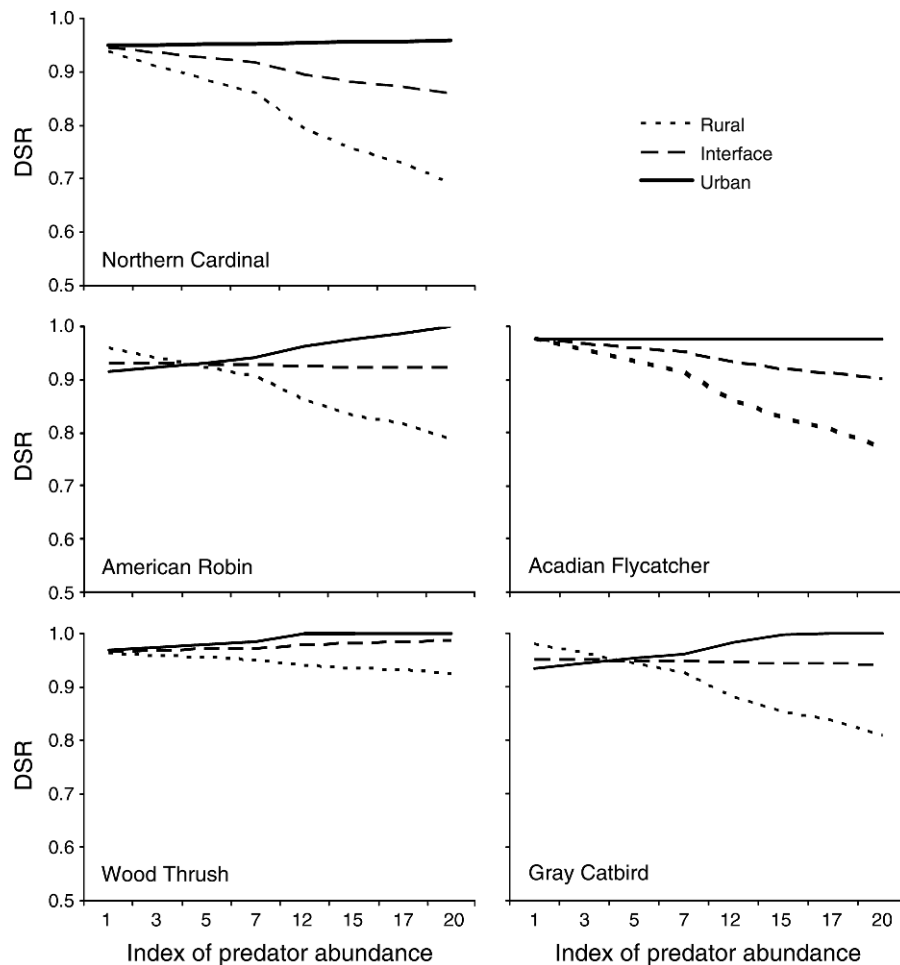 1.0
0.9
0.8
0.7
0.6
0.5
DSR
Northern Cardinal
Rural
Interface
Urban
1.0
0.9
0.8
0.7
0.6
0.5
DSR
American Robin
Acadian Flycatcher
1.0
0.9
0.8
0.7
0.6
0.5
DSR
Wood Thrush
Gray Catbird
1 3 5 7 12 15 17 20
1 3 5 7 12 15 17 20
Index of predator abundance
Index of predator abundance